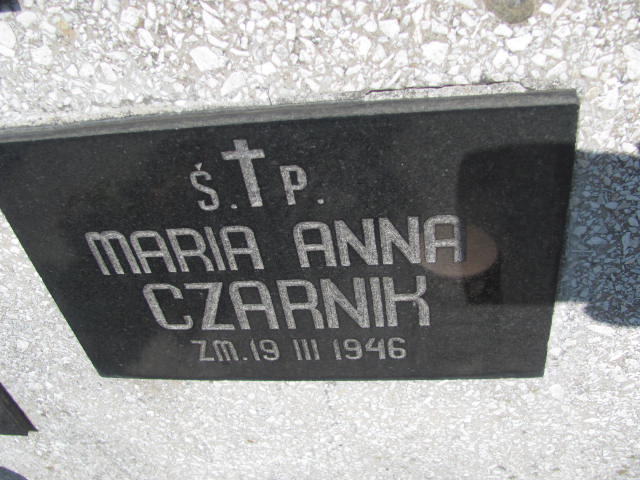 Ś.†P.
MARIA ANNA
CZARNIK
ZM. 19 III 1946